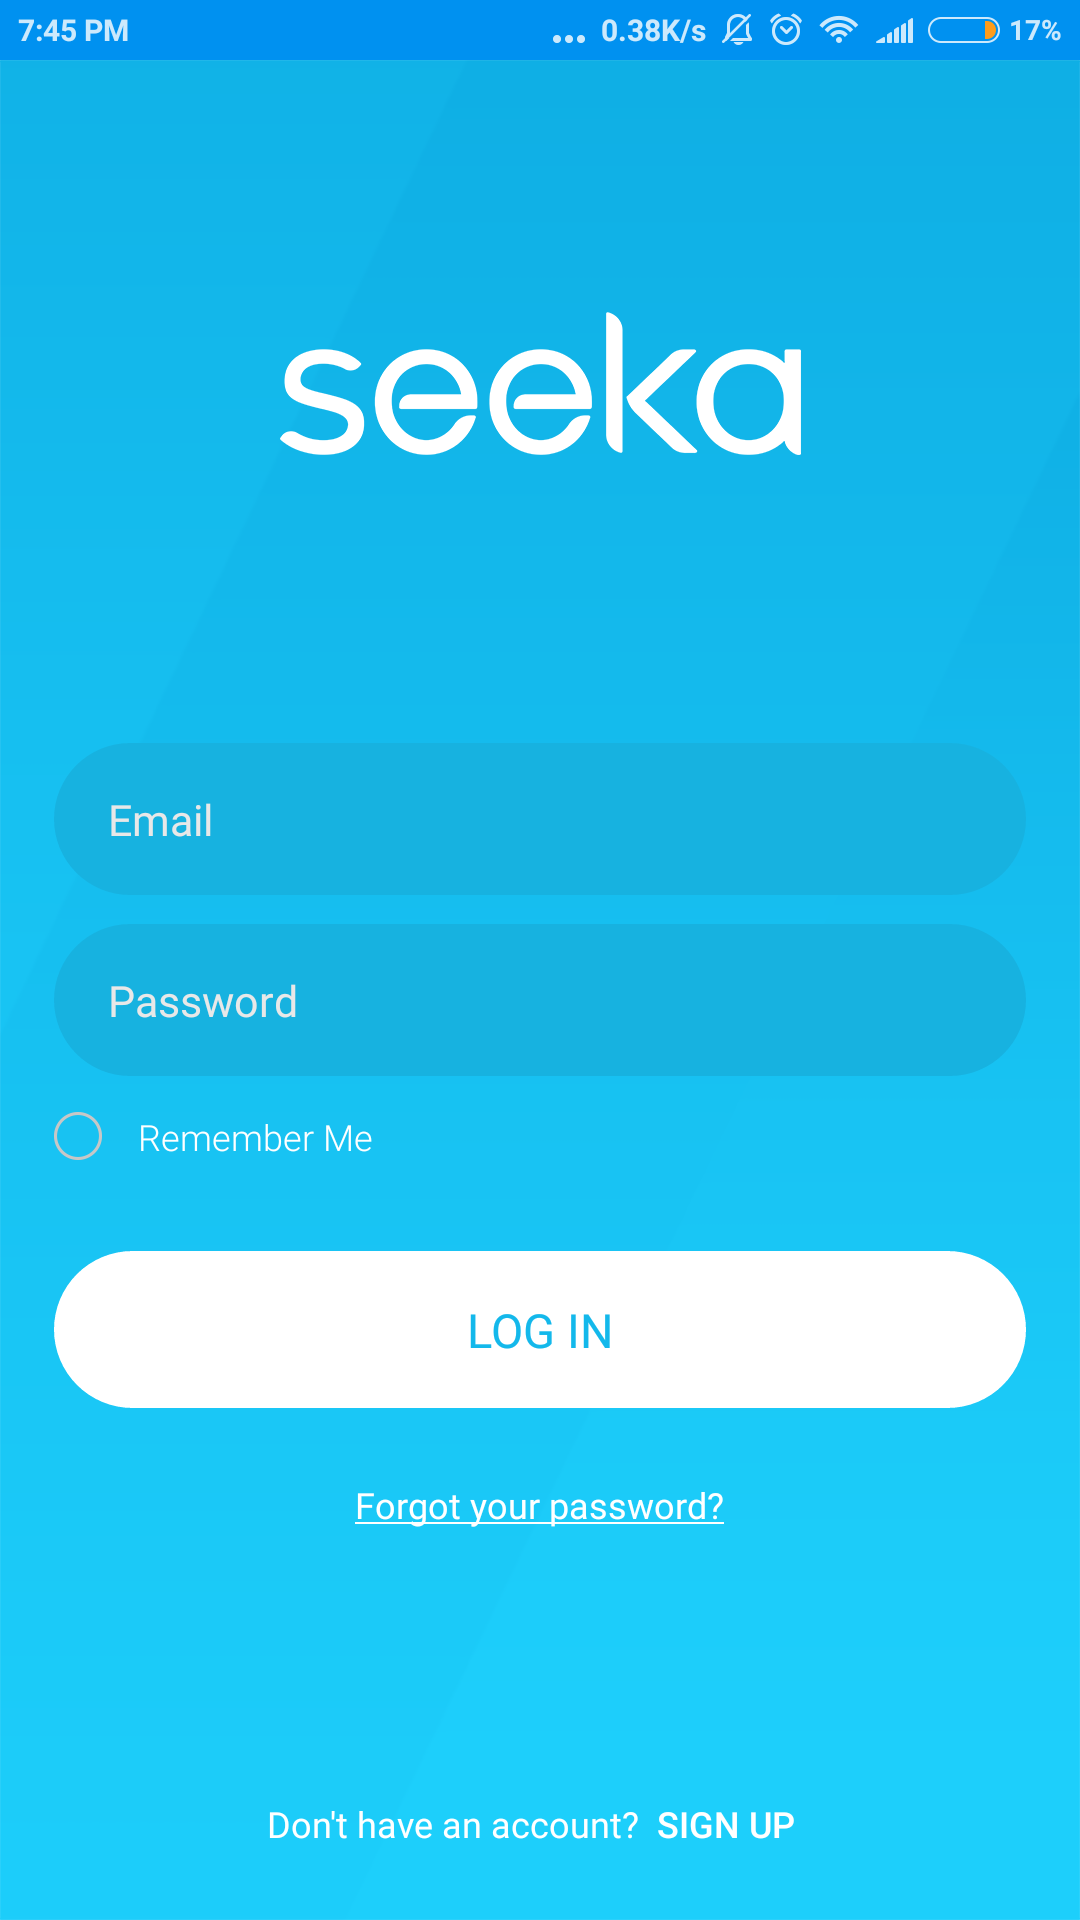 7:45 PM ... 0.38K/s 17%
seeka
Email
Password
Remember Me
LOG IN
Forgot your password?
Don't have an account? SIGN UP